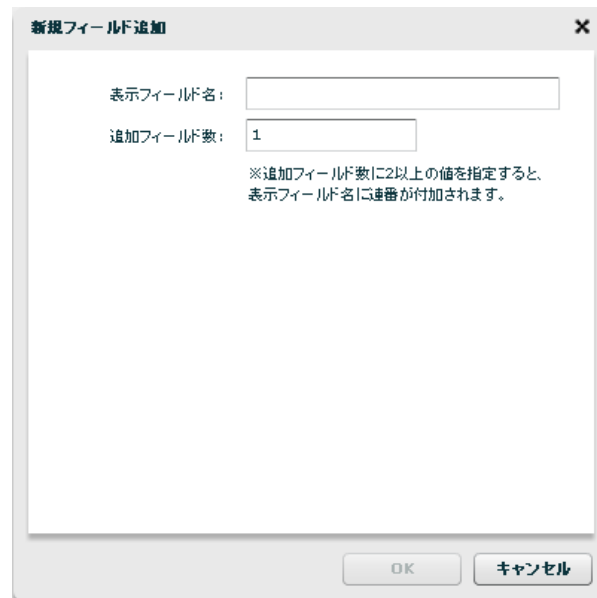 新規フィールド追加
表示フィールド名:
追加フィールド数: 1
※追加フィールド数に2以上の値を指定すると、
表示フィールド名に連番が付加されます。
OK キャンセル